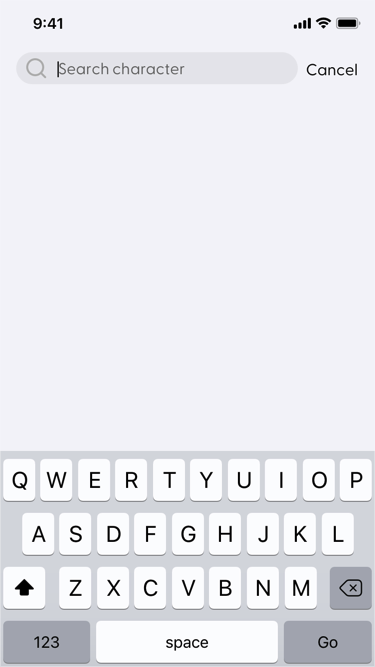 9:41
Search character Cancel
Q W E R T Y U I O P
A S D F G H J K L
Z X C V B N M
123 space Go